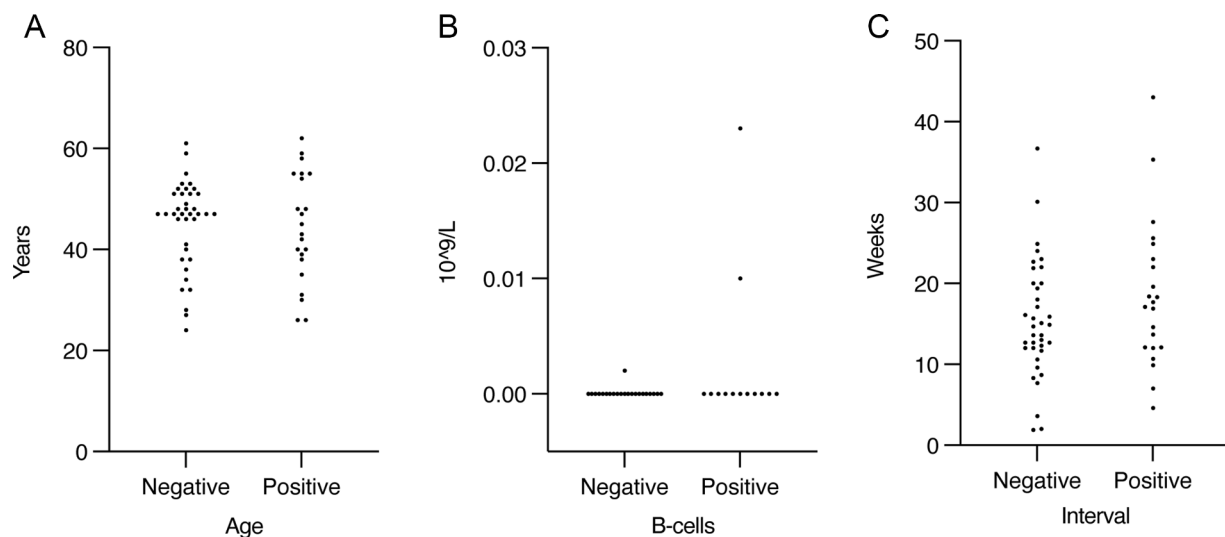 A
80
60
40
20
0
Years
Negative Positive
Age
B
0.03
0.02
0.01
0.00
10^9/L
Negative Positive
B-cells
C
50
40
30
20
10
0
Weeks
Negative Positive
Interval